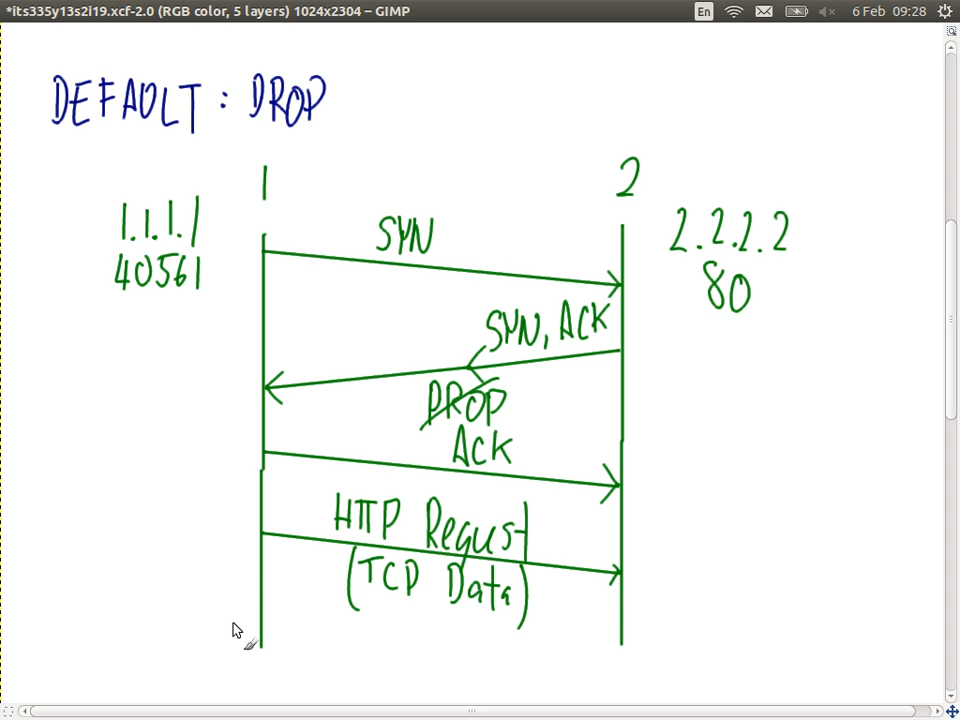 *its335y13s2i19.xcf-2.0 (RGB color, 5 layers) 1024x2304 – GIMP
En
6 Feb 09:28
DEFAULT : DROP
1
2
1.1.1.1
40561
SYN
2.2.2.2
80
SYN, ACK
DROP
ACK
HTTP Request
(TCP Data)